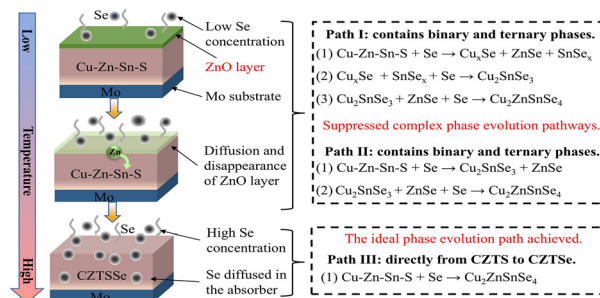 Low
Temperature
High
Se
Cu-Zn-Sn-S
Mo
Low Se
concentration
ZnO layer
Mo substrate
Zn
Cu-Zn-Sn-S
Mo
Diffusion and
disappearance
of ZnO layer
Se
CZTSSe
Mo
High Se
concentration
Se diffused in
the absorber
Path I: contains binary and ternary phases.
(1) Cu-Zn-Sn-S + Se → CuₓSe + ZnSe + SnSeₓ
(2) CuₓSe + SnSeₓ + Se → Cu₂SnSe₃
(3) Cu₂SnSe₃ + ZnSe + Se → Cu₂ZnSnSe₄
Suppressed complex phase evolution pathways.
Path II: contains binary and ternary phases.
(1) Cu-Zn-Sn-S + Se → Cu₂SnSe₃ + ZnSe
(2) Cu₂SnSe₃ + ZnSe + Se → Cu₂ZnSnSe₄
The ideal phase evolution path achieved.
Path III: directly from CZTS to CZTSe.
(1) Cu-Zn-Sn-S + Se → Cu₂ZnSnSe₄